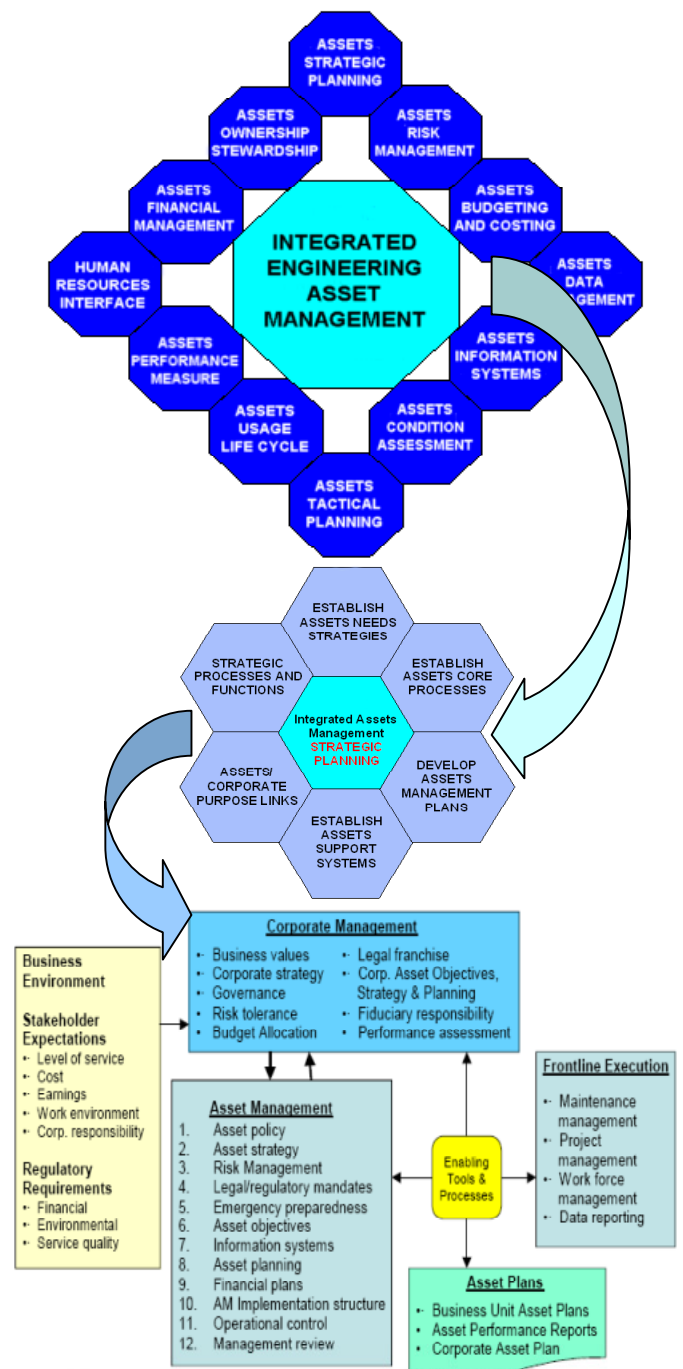 ASSETS
STRATEGIC
PLANNING
ASSETS
OWNERSHIP
STEWARDSHIP
ASSETS
RISK
MANAGEMENT
ASSETS
FINANCIAL
MANAGEMENT
ASSETS
BUDGETING
AND COSTING
HUMAN
RESOURCES
INTERFACE
INTEGRATED
ENGINEERING
ASSET
MANAGEMENT
ASSETS
DATA
GEMENT
ASSETS
PERFORMANCE
MEASURE
ASSETS
INFORMATION
SYSTEMS
ASSETS
USAGE
LIFE CYCLE
ASSETS
CONDITION
ASSESSMENT
ASSETS
TACTICAL
PLANNING
ESTABLISH
ASSETS NEEDS
STRATEGIES
STRATEGIC
PROCESSES AND
FUNCTIONS
ESTABLISH
ASSETS CORE
PROCESSES
Integrated Assets
Management
STRATEGIC
PLANNING
ASSETS/
CORPORATE
PURPOSE LINKS
DEVELOP
ASSETS
MANAGEMENT
PLANS
ESTABLISH
ASSETS
SUPPORT
SYSTEMS
Corporate Management
• Business values
• Corporate strategy
• Governance
• Risk tolerance
• Budget Allocation
• Legal franchise
• Corp. Asset Objectives,
Strategy & Planning
• Fiduciary responsibility
• Performance assessment
Business
Environment
Stakeholder
Expectations
• Level of service
• Cost
• Earnings
• Work environment
• Corp. responsibility
Regulatory
Requirements
• Financial
• Environmental
• Service quality
Asset Management
1. Asset policy
2. Asset strategy
3. Risk Management
4. Legal/regulatory mandates
5. Emergency preparedness
6. Asset objectives
7. Information systems
8. Asset planning
9. Financial plans
10. AM Implementation structure
11. Operational control
12. Management review
Enabling
Tools &
Processes
Frontline Execution
• Maintenance
management
• Project
management
• Work force
management
• Data reporting
Asset Plans
• Business Unit Asset Plans
• Asset Performance Reports
• Corporate Asset Plan